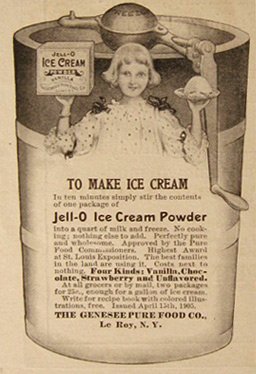 JELL-O
ICE CREAM
POWDER
VANILLA
TO MAKE ICE CREAM
In ten minutes simply stir the contents
of one package of
Jell-O Ice Cream Powder
into a quart of milk and freeze. No cook-
ing; nothing else to add. Perfectly pure
and wholesome. Approved by the Pure
Food Commissioners. Highest Award
at St. Louis Exposition. The best families
in the land are using it. Costs next to
nothing. Four Kinds: Vanilla, Choc-
olate, Strawberry and Unflavored.
At all grocers or by mail, two packages
for 25c., enough for a gallon of ice cream.
Write for recipe book with colored illus-
trations, free. Issued April 15th, 1905.
THE GENESEE PURE FOOD CO.,
Le Roy, N. Y.